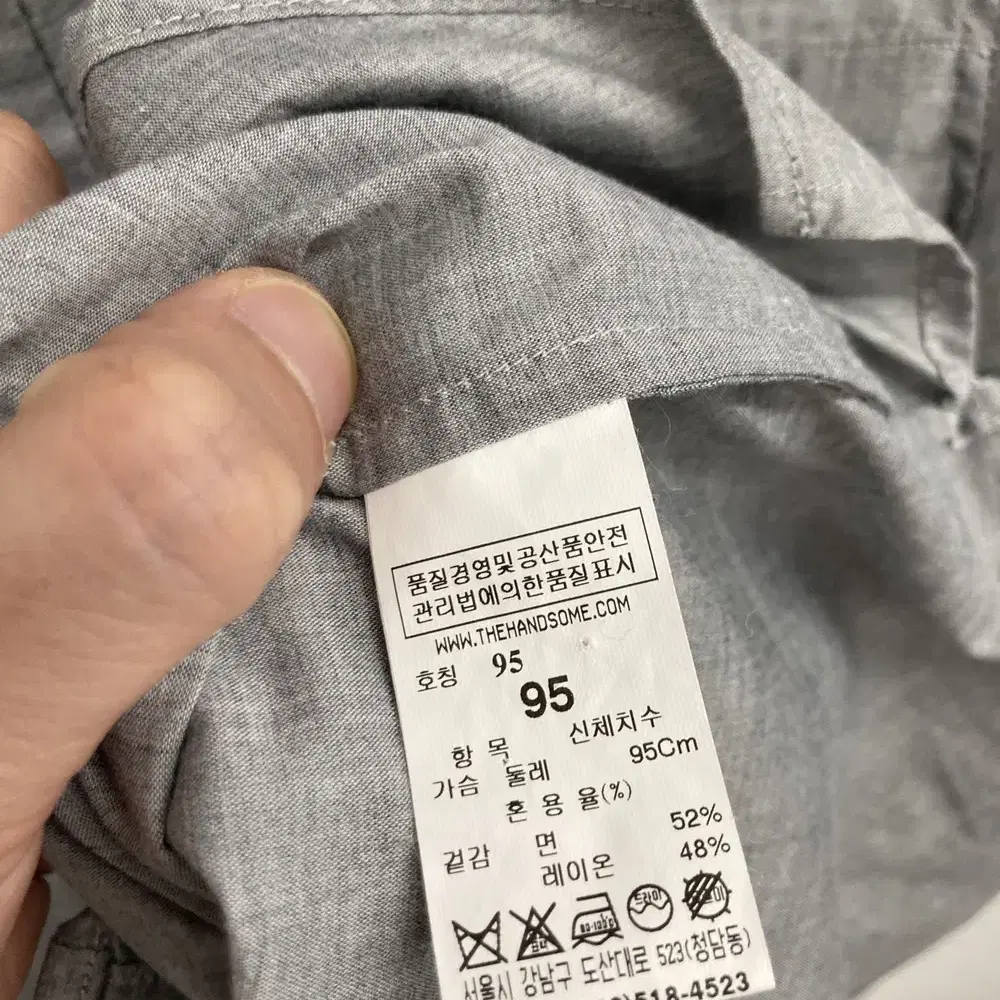 품질경영및공산품안전
관리법에의한품질표시
WWW.THEHANDSOME.COM
호칭 95
95
항 목 신체치수
가슴 둘레 95Cm
혼 용 율(%)
겉감 면 52%
레이온 48%
드라이
서울시 강남구 도산대로 523(청담동)
)518-4523